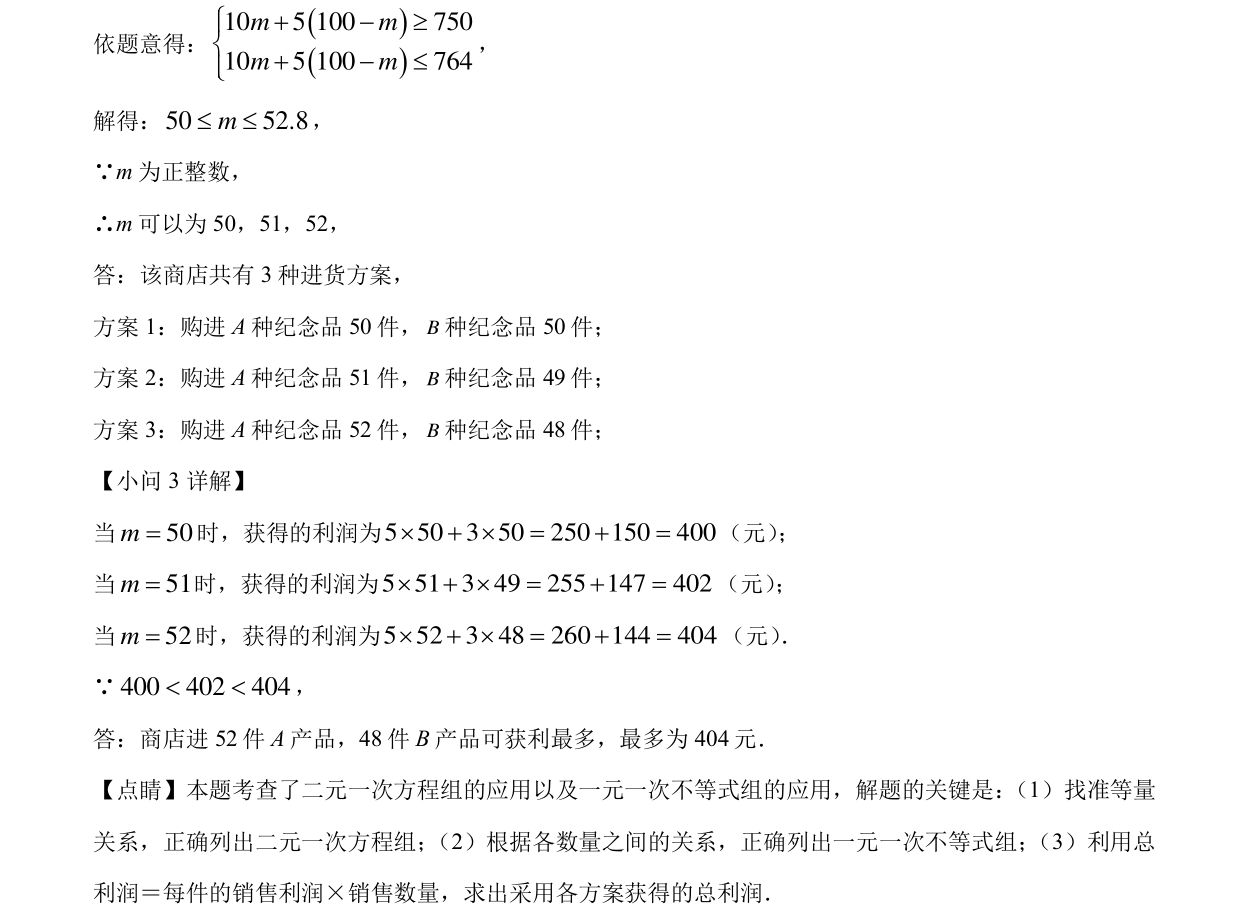 依题意得：{10m+5(100−m)≥750
10m+5(100−m)≤764，
解得：50≤m≤52.8，
∵m 为正整数，
∴m 可以为 50，51，52，
答：该商店共有 3 种进货方案，
方案 1：购进 A 种纪念品 50 件， B 种纪念品 50 件；
方案 2：购进 A 种纪念品 51 件， B 种纪念品 49 件；
方案 3：购进 A 种纪念品 52 件， B 种纪念品 48 件；
【小问 3 详解】
当 m=50 时，获得的利润为 5×50+3×50=250+150=400（元）；
当 m=51 时，获得的利润为 5×51+3×49=255+147=402（元）；
当 m=52 时，获得的利润为 5×52+3×48=260+144=404（元）．
∵ 400<402<404，
答：商店进 52 件 A 产品，48 件 B 产品可获利最多，最多为 404 元．
【点睛】本题考查了二元一次方程组的应用以及一元一次不等式组的应用，解题的关键是：（1）找准等量
关系，正确列出二元一次方程组；（2）根据各数量之间的关系，正确列出一元一次不等式组；（3）利用总
利润＝每件的销售利润×销售数量，求出采用各方案获得的总利润．